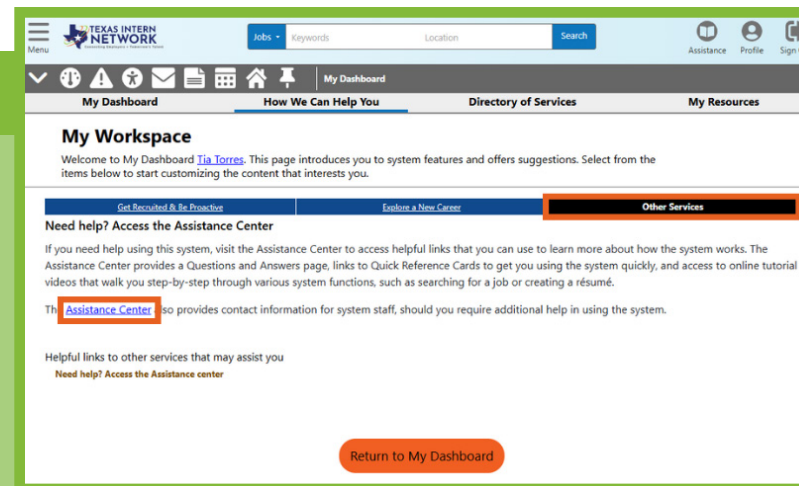 Menu
TEXAS INTERN
NETWORK
Jobs
Keywords
Location
Search
Assistance
Profile
Sign
My Dashboard
My Dashboard
How We Can Help You
Directory of Services
My Resources
My Workspace
Welcome to My Dashboard Tia Torres. This page introduces you to system features and offers suggestions. Select from the
items below to start customizing the content that interests you.
Get Recruited & Be Proactive
Explore a New Career
Other Services
Need help? Access the Assistance Center
If you need help using this system, visit the Assistance Center to access helpful links that you can use to learn more about how the system works. The
Assistance Center provides a Questions and Answers page, links to Quick Reference Cards to get you using the system quickly, and access to online tutorial
videos that walk you step-by-step through various system functions, such as searching for a job or creating a résumé.
Th Assistance Center lso provides contact information for system staff, should you require additional help in using the system.
Helpful links to other services that may assist you
Need help? Access the Assistance center
Return to My Dashboard